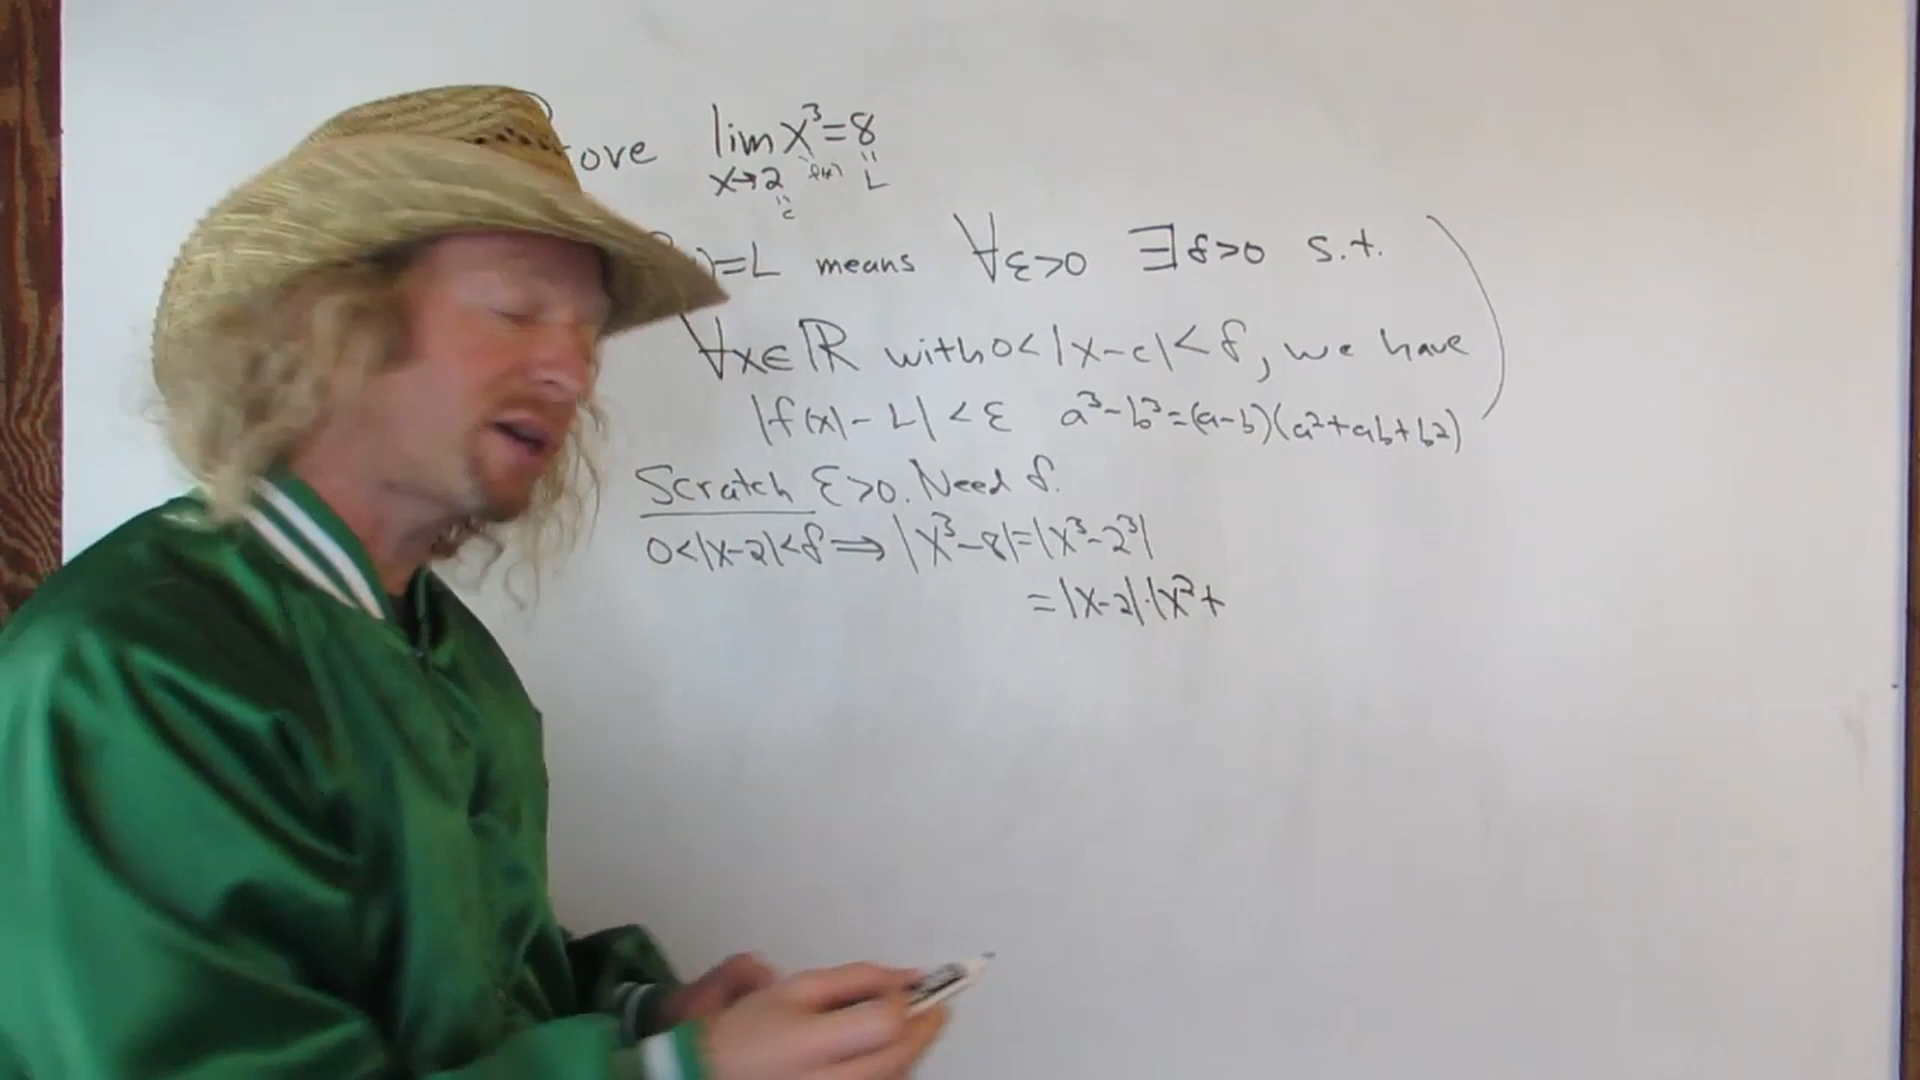 ove lim x³=8
x→2 f(x) L
c
)=L means ∀ε>0 ∃δ>0 s.t.
∀x∈ℝ with 0<|x-c|<δ, we have
|f(x)-L|<ε a³-b³=(a-b)(a²+ab+b²)
Scratch ε>0. Need δ.
0<|x-2|<δ ⇒ |x³-8|=|x³-2³|
=|x-2|·|x²+